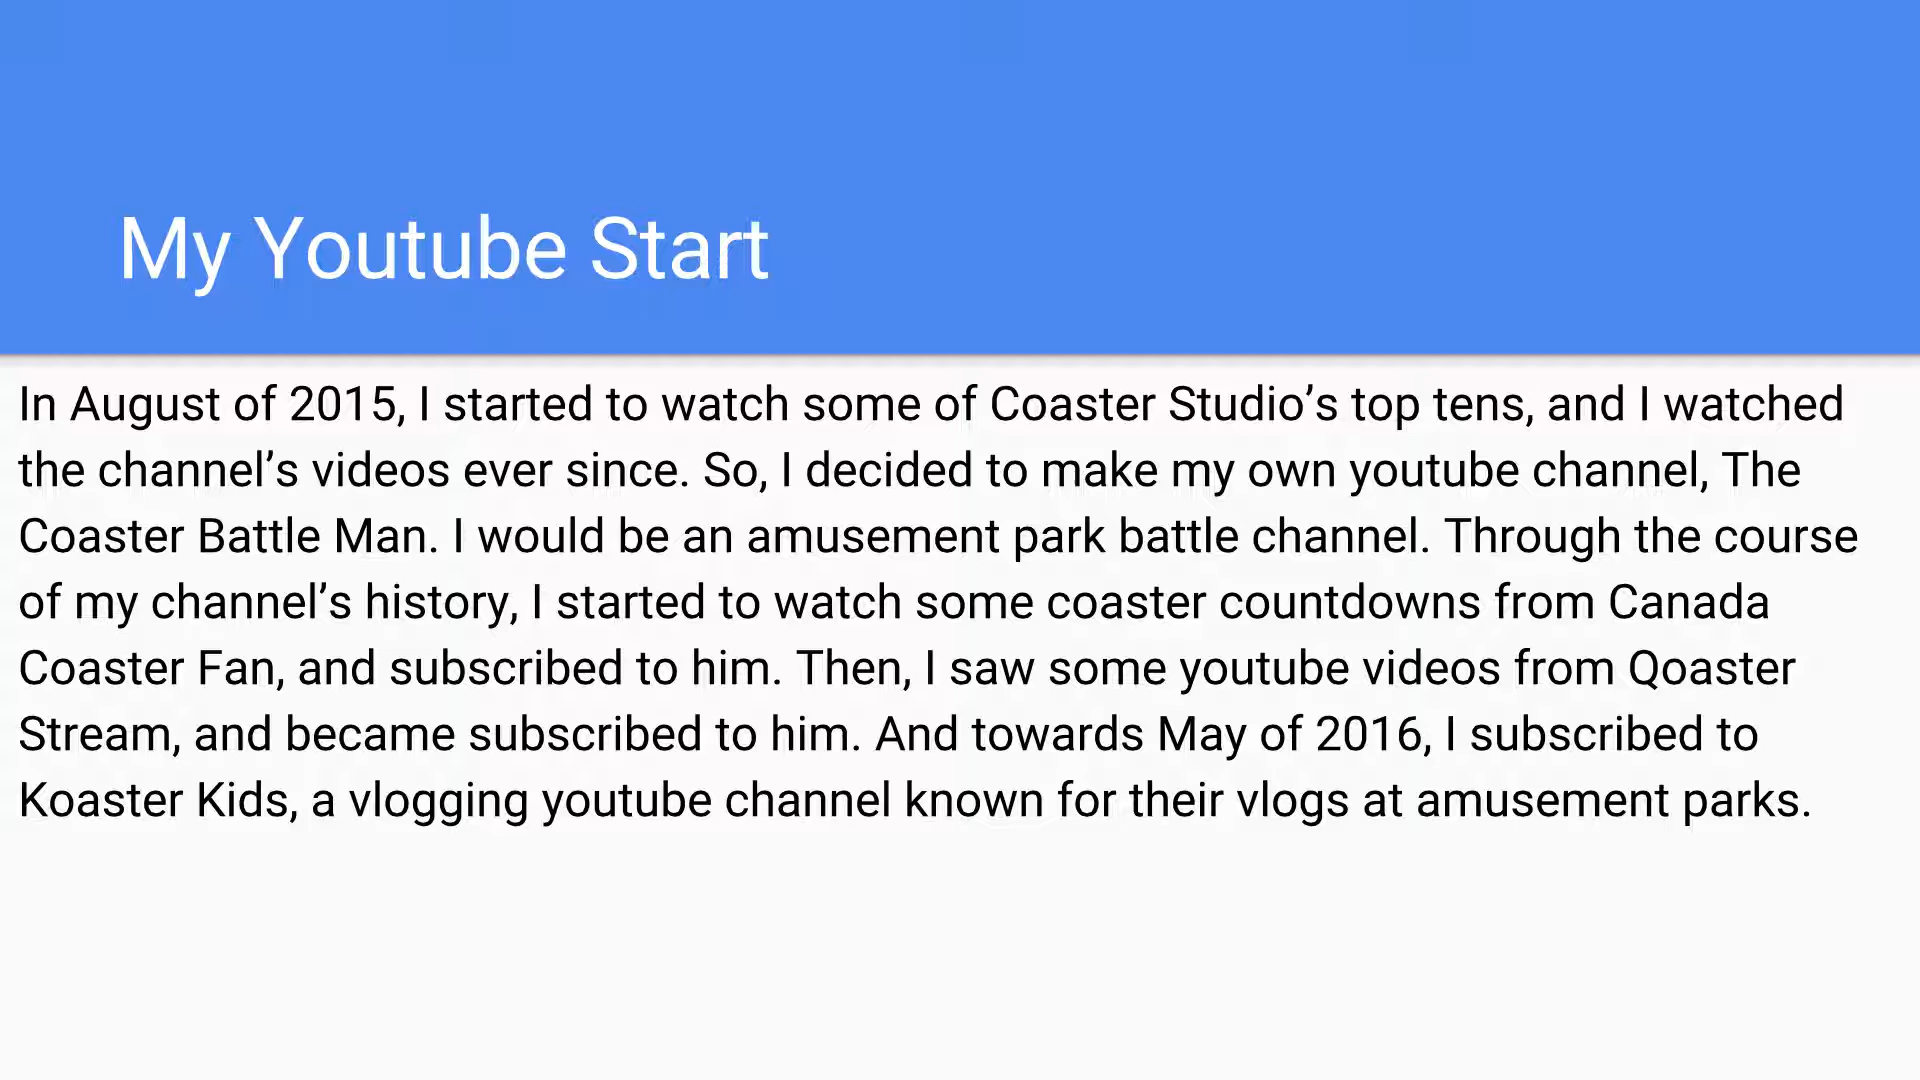 My Youtube Start
In August of 2015, I started to watch some of Coaster Studio’s top tens, and I watched
the channel’s videos ever since. So, I decided to make my own youtube channel, The
Coaster Battle Man. I would be an amusement park battle channel. Through the course
of my channel’s history, I started to watch some coaster countdowns from Canada
Coaster Fan, and subscribed to him. Then, I saw some youtube videos from Qoaster
Stream, and became subscribed to him. And towards May of 2016, I subscribed to
Koaster Kids, a vlogging youtube channel known for their vlogs at amusement parks.